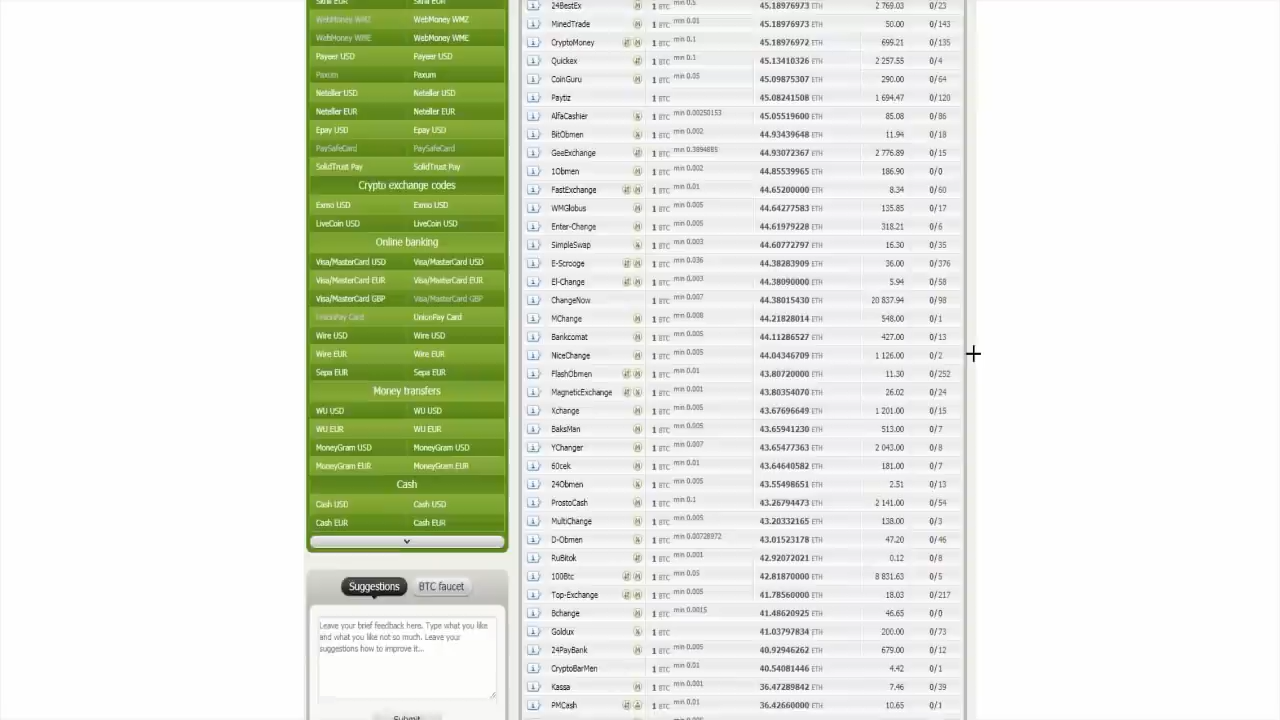 Skrill EUR Skrill EUR
WebMoney WMZ WebMoney WMZ
WebMoney WME WebMoney WME
Payeer USD Payeer USD
Paxum Paxum
Neteller USD Neteller USD
Neteller EUR Neteller EUR
Epay USD Epay USD
PaySafeCard PaySafeCard
SolidTrust Pay SolidTrust Pay
Crypto exchange codes
Exmo USD Exmo USD
LiveCoin USD LiveCoin USD
Online banking
Visa/MasterCard USD Visa/MasterCard USD
Visa/MasterCard EUR Visa/MasterCard EUR
Visa/MasterCard GBP Visa/MasterCard GBP
UnionPay Card UnionPay Card
Wire USD Wire USD
Wire EUR Wire EUR
Sepa EUR Sepa EUR
Money transfers
WU USD WU USD
WU EUR WU EUR
MoneyGram USD MoneyGram USD
MoneyGram EUR MoneyGram EUR
Cash
Cash USD Cash USD
Cash EUR Cash EUR
Suggestions BTC faucet
Leave your brief feedback here. Type what you like
and what you like not so much. Leave your
suggestions how to improve it...
Submit
24BestEx 1 BTC min 0.5 45.18976973 ETH 2 769.03 0/23
MinedTrade 1 BTC min 0.01 45.18976973 ETH 50.00 0/143
CryptoMoney 1 BTC min 0.1 45.18976972 ETH 699.21 0/135
Quickex 1 BTC min 0.1 45.13410326 ETH 2 257.55 0/4
CoinGuru 1 BTC min 0.05 45.09875307 ETH 290.00 0/64
Paytiz 1 BTC 45.08241508 ETH 1 694.47 0/120
AlfaCashier 1 BTC min 0.00250153 45.05519600 ETH 85.08 0/86
BitObmen 1 BTC min 0.002 44.93439648 ETH 11.94 0/18
GeeExchange 1 BTC min 0.3894883 44.93072367 ETH 2 776.89 0/15
1Obmen 1 BTC min 0.002 44.85539965 ETH 186.90 0/0
FastExchange 1 BTC min 0.01 44.65200000 ETH 8.34 0/60
WMGlobus 1 BTC min 0.005 44.64277583 ETH 135.85 0/17
Enter-Change 1 BTC min 0.005 44.61979228 ETH 318.21 0/6
SimpleSwap 1 BTC min 0.003 44.60772797 ETH 16.30 0/35
E-Scrooge 1 BTC min 0.036 44.38283909 ETH 36.00 0/376
El-Change 1 BTC min 0.003 44.38090000 ETH 5.94 0/58
ChangeNow 1 BTC min 0.007 44.38015430 ETH 20 837.94 0/98
MChange 1 BTC min 0.008 44.21828014 ETH 548.00 0/1
Bankcomat 1 BTC min 0.005 44.11286527 ETH 427.00 0/13
NiceChange 1 BTC min 0.005 44.04346709 ETH 1 126.00 0/2
FlashObmen 1 BTC min 0.01 43.80720000 ETH 11.30 0/252
MagneticExchange 1 BTC min 0.001 43.80354070 ETH 26.02 0/24
Xchange 1 BTC min 0.005 43.67696649 ETH 1 201.00 0/15
BaksMan 1 BTC min 0.005 43.65941230 ETH 513.00 0/7
YChanger 1 BTC min 0.007 43.65477363 ETH 2 043.00 0/8
60cek 1 BTC min 0.01 43.64640582 ETH 181.00 0/7
24Obmen 1 BTC min 0.005 43.55498651 ETH 2.51 0/13
ProstoCash 1 BTC min 0.1 43.26794473 ETH 2 141.00 0/54
MultiChange 1 BTC min 0.005 43.20332165 ETH 138.00 0/3
D-Obmen 1 BTC min 0.00728972 43.01523178 ETH 47.20 0/46
RuBitok 1 BTC min 0.001 42.92072021 ETH 0.12 0/8
100Btc 1 BTC min 0.05 42.81870000 ETH 8 831.63 0/5
Top-Exchange 1 BTC min 0.005 41.78560000 ETH 18.03 0/217
Bchange 1 BTC min 0.0015 41.48620925 ETH 46.65 0/0
Goldux 1 BTC 41.03797834 ETH 200.00 0/73
24PayBank 1 BTC min 0.005 40.92946262 ETH 679.00 0/12
CryptoBarMen 1 BTC min 0.01 40.54081446 ETH 4.42 0/1
Kassa 1 BTC min 0.001 36.47289842 ETH 7.46 0/39
PMCash 1 BTC min 0.01 36.42660000 ETH 10.65 0/1